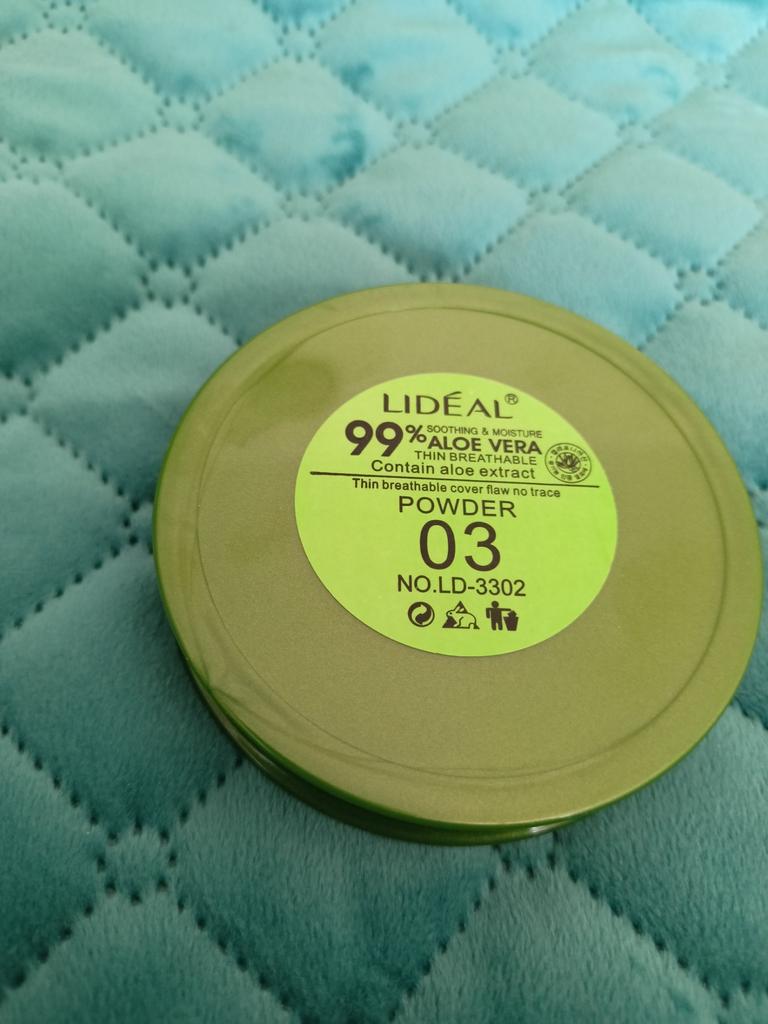 LIDÉAL®
99% SOOTHING & MOISTURE
ALOE VERA
THIN BREATHABLE
Contain aloe extract
Thin breathable cover flaw no trace
POWDER
03
NO.LD-3302